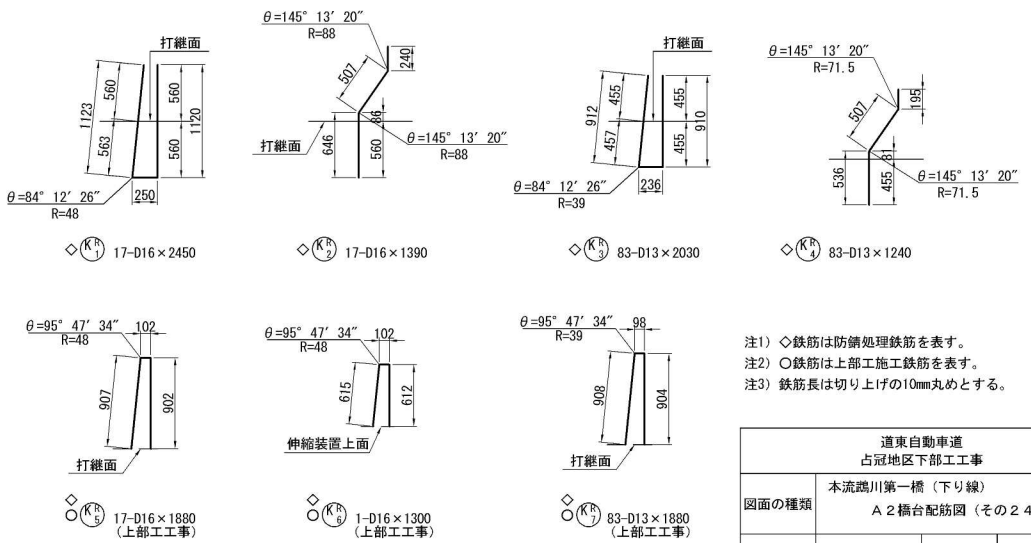 打継面
1123
560
563
560
560
1120
250
θ=84° 12′ 26″
R=48
◇ K R 1 17-D16×2450
θ=145° 13′ 20″
R=88
240
507
86
646
560
打継面
θ=145° 13′ 20″
R=88
◇ K R 2 17-D16×1390
打継面
912
455
457
455
455
910
236
θ=84° 12′ 26″
R=39
◇ K R 3 83-D13×2030
θ=145° 13′ 20″
R=71.5
195
507
81
536
455
θ=145° 13′ 20″
R=71.5
◇ K R 4 83-D13×1240
θ=95° 47′ 34″
R=48
102
907
902
打継面
◇
○ K R 5 17-D16×1880
(上部工工事)
θ=95° 47′ 34″
R=48
102
615
612
伸縮装置上面
◇
○ K R 6 1-D16×1300
(上部工工事)
θ=95° 47′ 34″
R=39
98
908
904
打継面
◇
○ K R 7 83-D13×1880
(上部工工事)
注1) ◇鉄筋は防錆処理鉄筋を表す。
注2) ○鉄筋は上部工施工鉄筋を表す。
注3) 鉄筋長は切り上げの10mm丸めとする。
道東自動車道
占冠地区下部工工事
図面の種類
本流鵡川第一橋 (下り線)
A2橋台配筋図 (その24